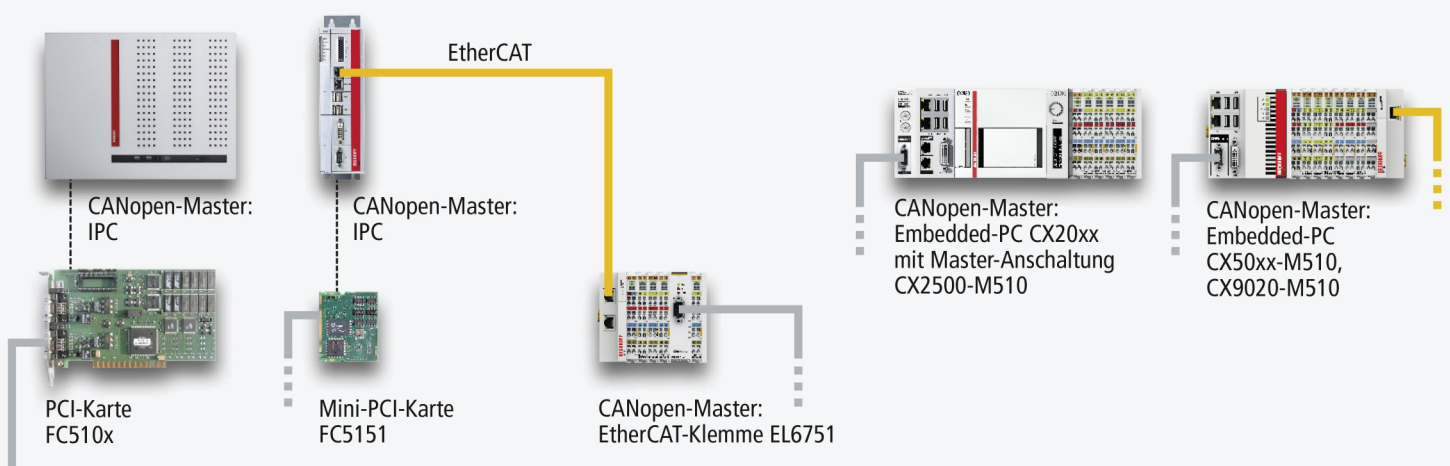 EtherCAT
CANopen-Master:
IPC
CANopen-Master:
IPC
CANopen-Master:
Embedded-PC CX20xx
mit Master-Anschaltung
CX2500-M510
CANopen-Master:
Embedded-PC
CX50xx-M510,
CX9020-M510
PCI-Karte
FC510x
Mini-PCI-Karte
FC5151
CANopen-Master:
EtherCAT-Klemme EL6751